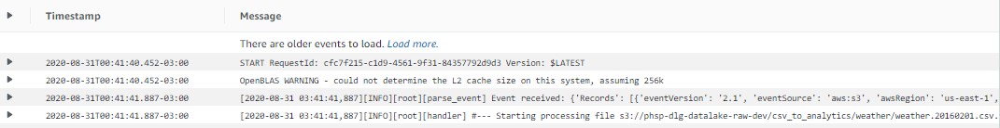 Timestamp Message
There are older events to load. Load more.
2020-08-31T00:41:40.452-03:00 START RequestId: cfc7f215-c1d9-4561-9f31-84357792d9d3 Version: $LATEST
2020-08-31T00:41:40.452-03:00 OpenBLAS WARNING - could not determine the L2 cache size on this system, assuming 256k
2020-08-31T00:41:41.887-03:00 [2020-08-31 03:41:41,887][INFO][root][parse_event] Event received: {'Records': [{'eventVersion': '2.1', 'eventSource': 'aws:s3', 'awsRegion': 'us-east-1',
2020-08-31T00:41:41.887-03:00 [2020-08-31 03:41:41,887][INFO][root][handler] #--- Starting processing file s3://phsp-dlg-datalake-raw-dev/csv_to_analytics/weather/weather.20160201.csv.